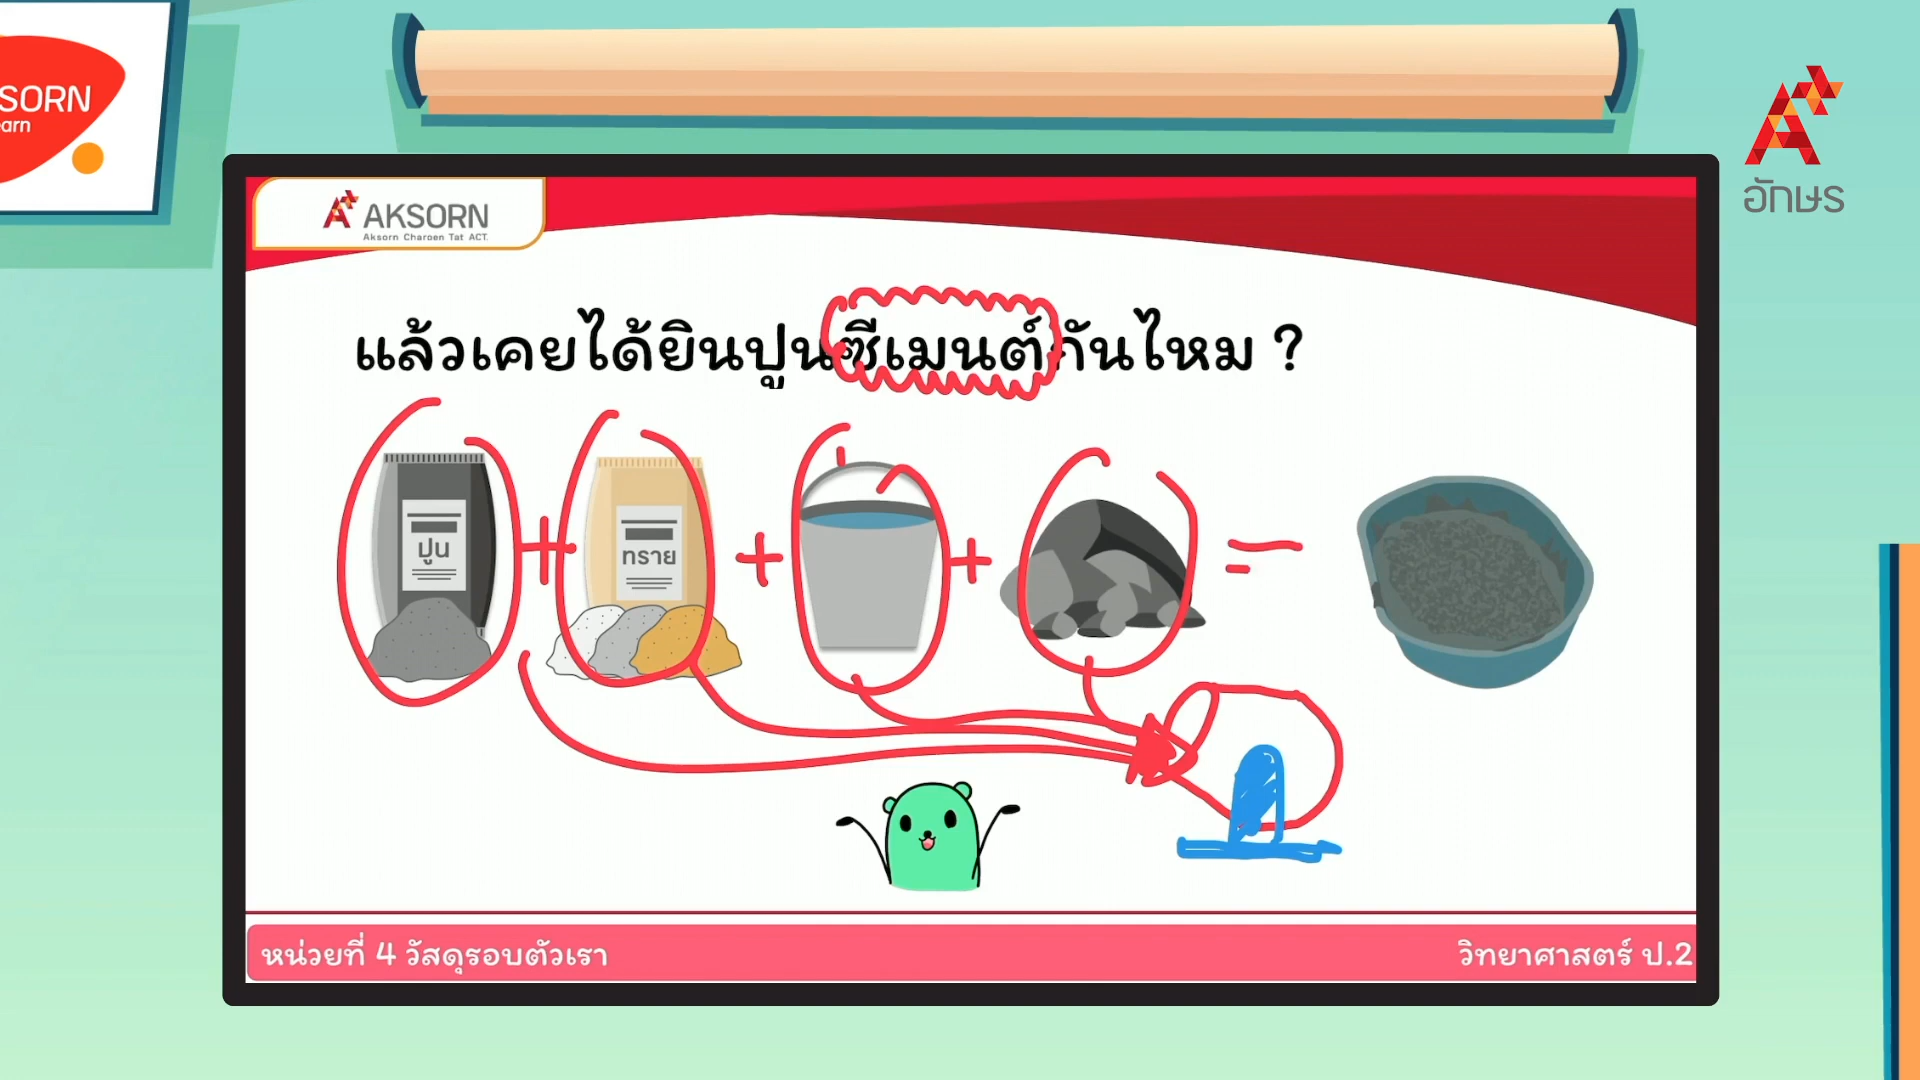 SORN
arn
อักษร
AKSORN
Aksorn Charoen Tat ACT.
แล้วเคยได้ยินปูนซีเมนต์กันไหม ?
ปูน
ทราย
+ + + =
หน่วยที่ 4 วัสดุรอบตัวเรา
วิทยาศาสตร์ ป.2